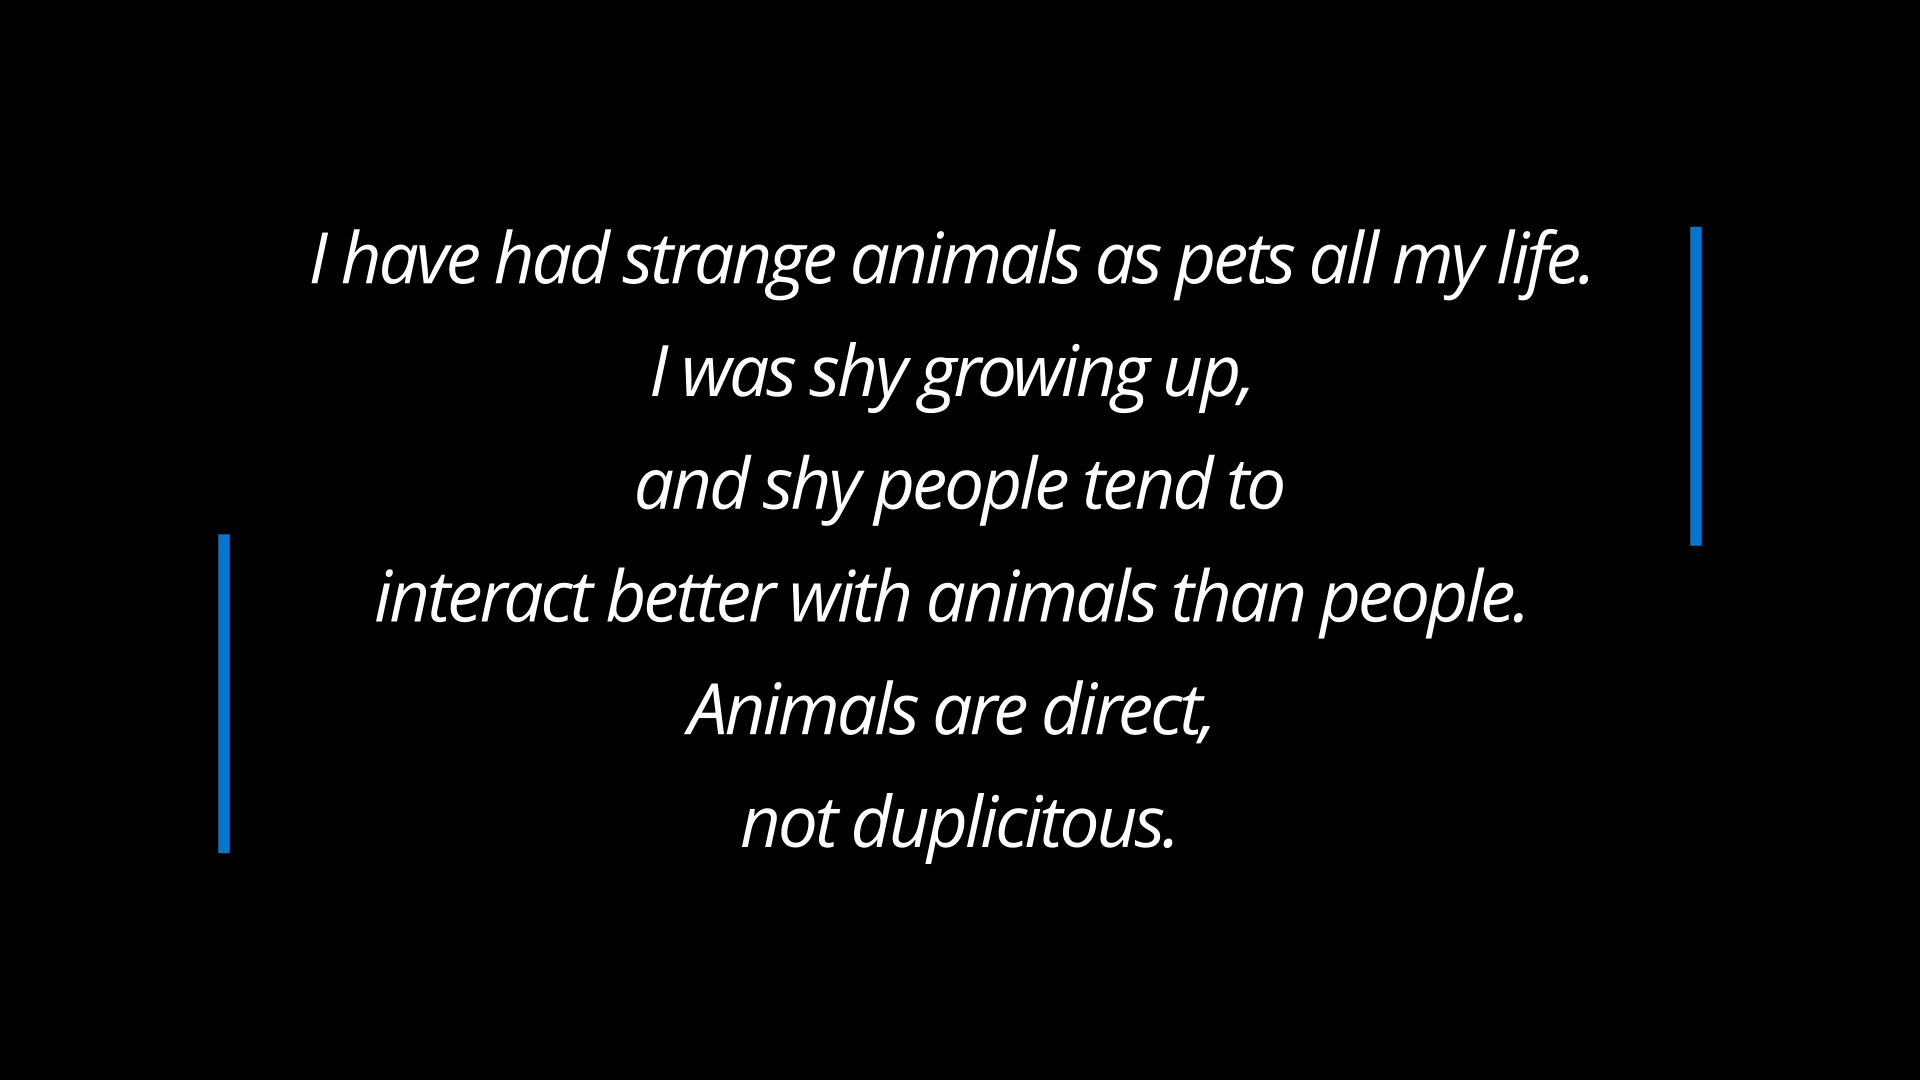 I have had strange animals as pets all my life.
I was shy growing up,
and shy people tend to
interact better with animals than people.
Animals are direct,
not duplicitous.